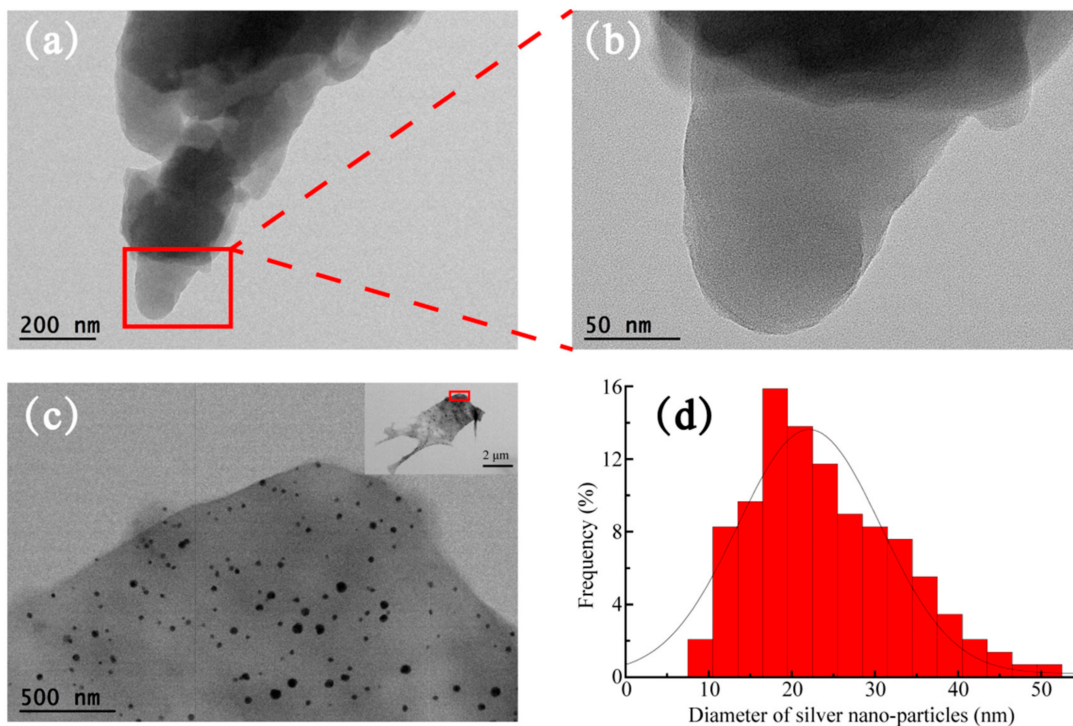 (a)
200 nm
(b)
50 nm
(c)
2 μm
500 nm
(d)
16
12
8
4
0
Frequency (%)
0 10 20 30 40 50
Diameter of silver nano-particles (nm)